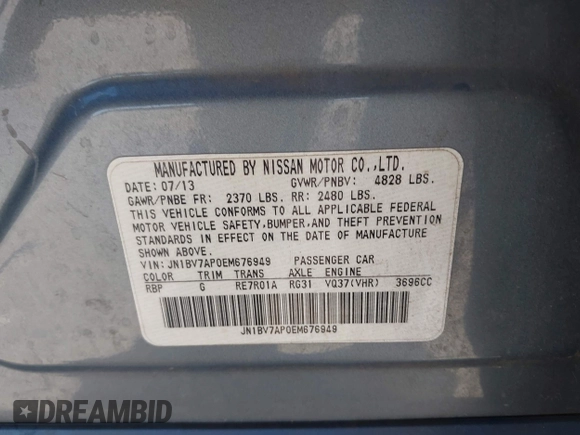 MANUFACTURED BY NISSAN MOTOR CO.,LTD.
DATE: 07/13 GVWR/PNBV: 4828 LBS.
GAWR/PNBE FR: 2370 LBS. RR: 2480 LBS.
THIS VEHICLE CONFORMS TO ALL APPLICABLE FEDERAL
MOTOR VEHICLE SAFETY,BUMPER,AND THEFT PREVENTION
STANDARDS IN EFFECT ON THE DATE OF MANUFACTURE
SHOWN ABOVE.
VIN: JN1BV7AP0EM676949 PASSENGER CAR
COLOR TRIM TRANS AXLE ENGINE
RBP G RE7R01A RG31 VQ37(VHR) 3696CC
JN1BV7AP0EM676949
DREAMBID